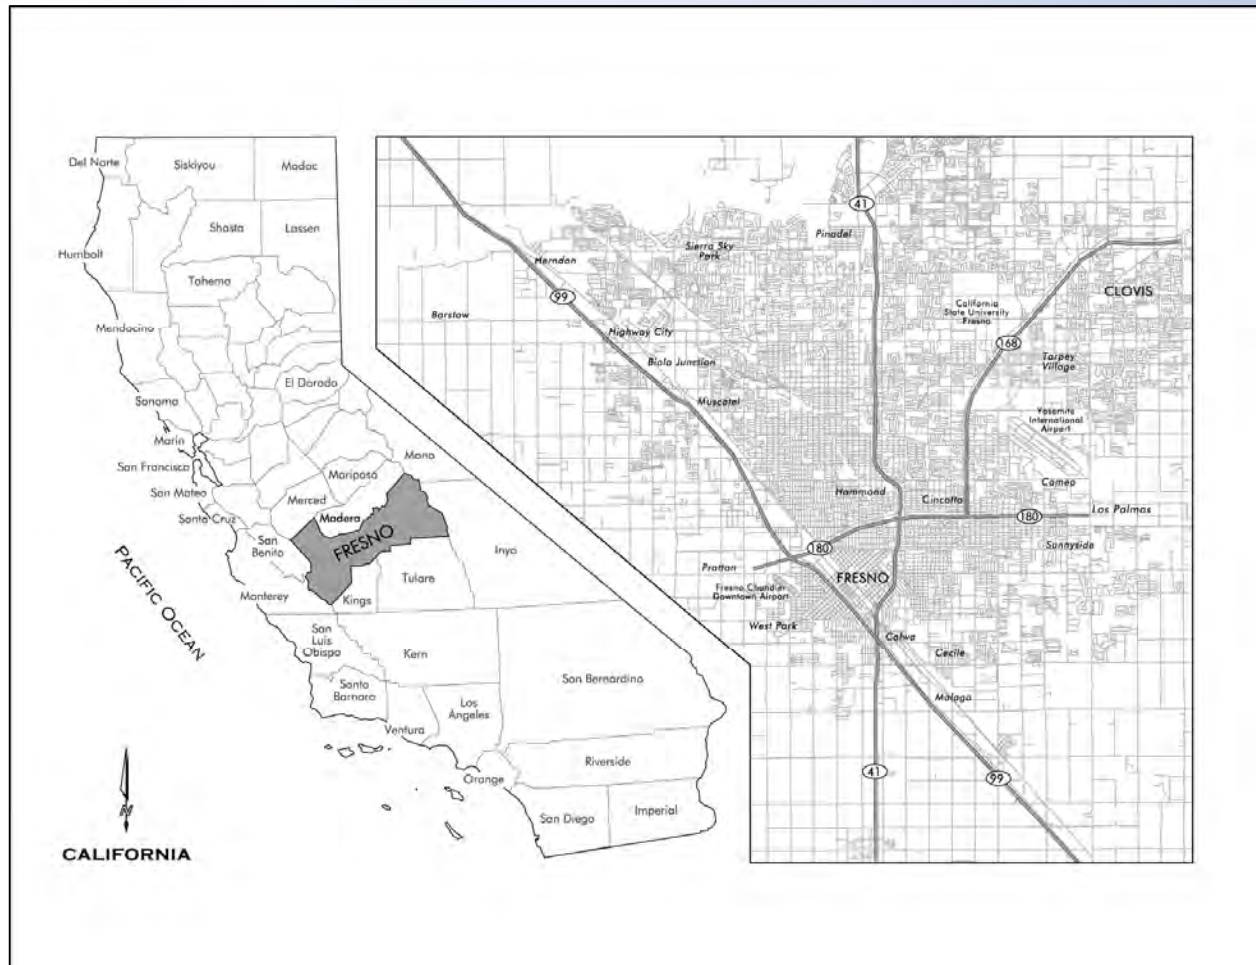 Del Norte
Siskiyou
Modoc
Shasta
Lassen
Humbolt
Tehema
Mendocino
El Dorado
Sonoma
Marin
San Francisco
San Mateo
Santa Cruz
Mono
Mariposa
Merced
Madera
FRESNO
San
Benito
Inyo
Tulare
Monterey
Kings
San
Luis
Obispo
Kern
San Bernardino
Santa
Barbara
Los
Angeles
Ventura
Orange
Riverside
San Diego
Imperial
PACIFIC OCEAN
N
CALIFORNIA
41
Pinedel
Sierra Sky
Park
Herndon
99
CLOVIS
California
State University
Fresno
Barstow
Highway City
168
Biola Junction
Tarpey
Village
Muscatel
Yosemite
International
Airport
Cameo
Hammond
Cincotta
Las Palmas
180
180
Sunnyside
Pratton
FRESNO
Fresno Chandler
Downtown Airport
West Park
Calwa
Cecile
Malaga
41
99